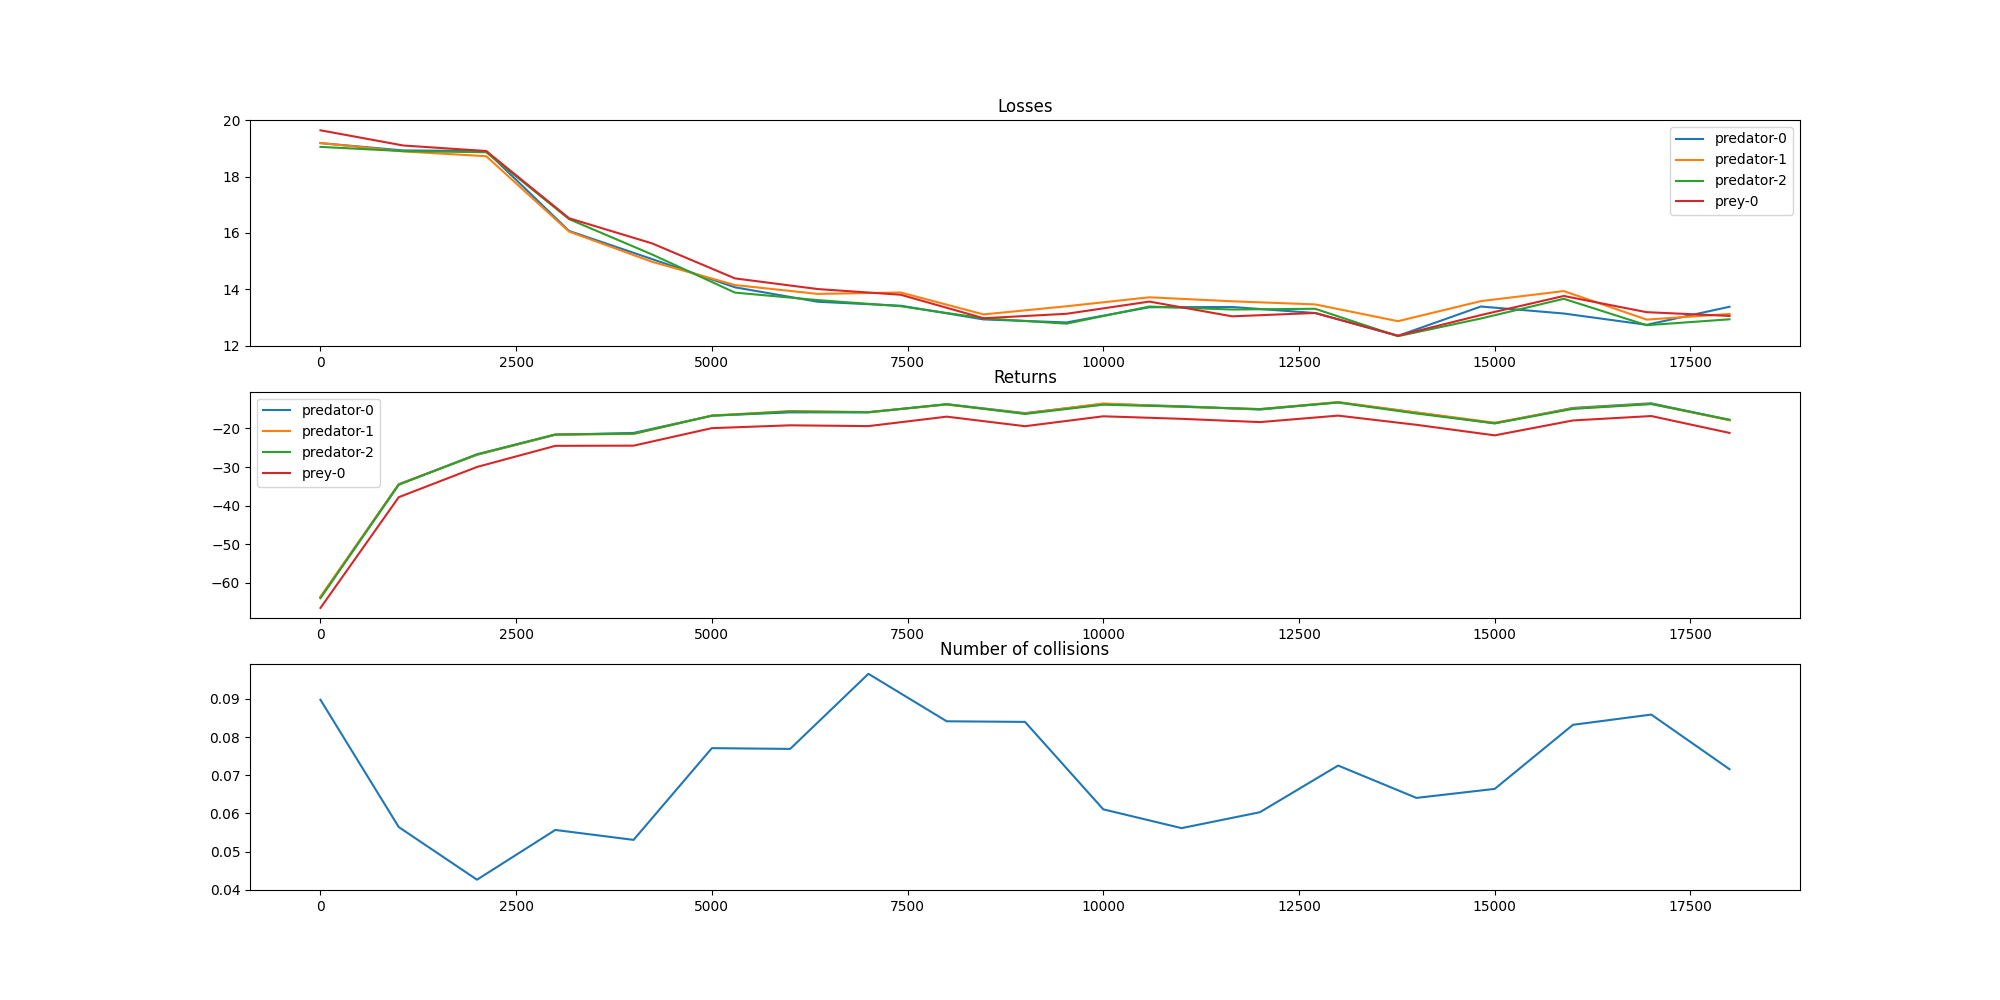 Losses
20
18
16
14
12
predator-0
predator-1
predator-2
prey-0
0 2500 5000 7500 10000 12500 15000 17500
Returns
−20
−30
−40
−50
−60
predator-0
predator-1
predator-2
prey-0
0 2500 5000 7500 10000 12500 15000 17500
Number of collisions
0.09
0.08
0.07
0.06
0.05
0.04
0 2500 5000 7500 10000 12500 15000 17500